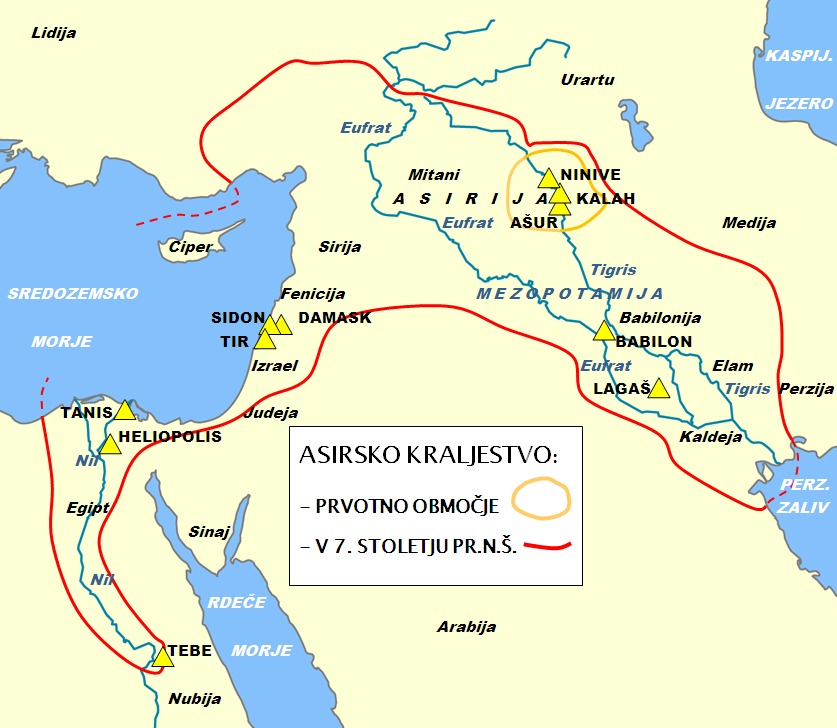 Lidija
KASPIJ.
JEZERO
Urartu
Eufrat
Mitani
NINIVE
A S I R I J A
KALAH
Eufrat
AŠUR
Medija
Ciper
Sirija
Tigris
SREDOZEMSKO
MORJE
Fenicija
M E Z O P O T A M I J A
SIDON
DAMASK
Babilonija
TIR
BABILON
Izrael
Eufrat
Elam
LAGAŠ
Tigris
Perzija
TANIS
Judeja
HELIOPOLIS
Kaldeja
Nil
PERZ.
ZALIV
Egipt
Sinaj
ASIRSKO KRALJESTVO:
– PRVOTNO OBMOČJE
– V 7. STOLETJU PR.N.Š.
Nil
RDEČE
MORJE
Arabija
TEBE
Nubija